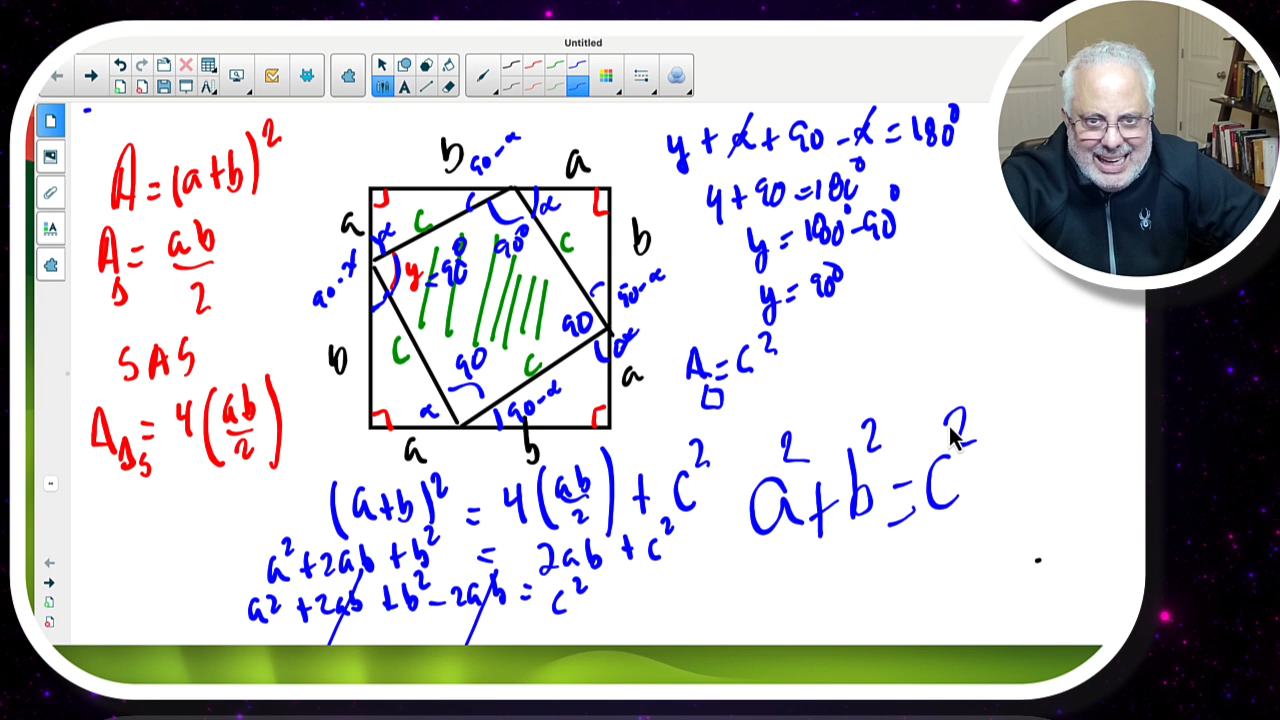 Untitled
A = (a+b)²
A△ = ab/2
SAS
A△s = 4(ab/2)
b
90-α
a
a
α
c
c
90°
α
b
c
90-α
y = 90°
90-α
b
c
90
90
c
α
a
α
90-α
a
b
y + α + 90 - α = 180°
y + 90 = 180°
y = 180° - 90°
y = 90°
A□ = c²
(a+b)² = 4(ab/2) + c²
a² + 2ab + b² = 2ab + c²
a² + 2ab + b² - 2ab = c²
a² + b² = c²